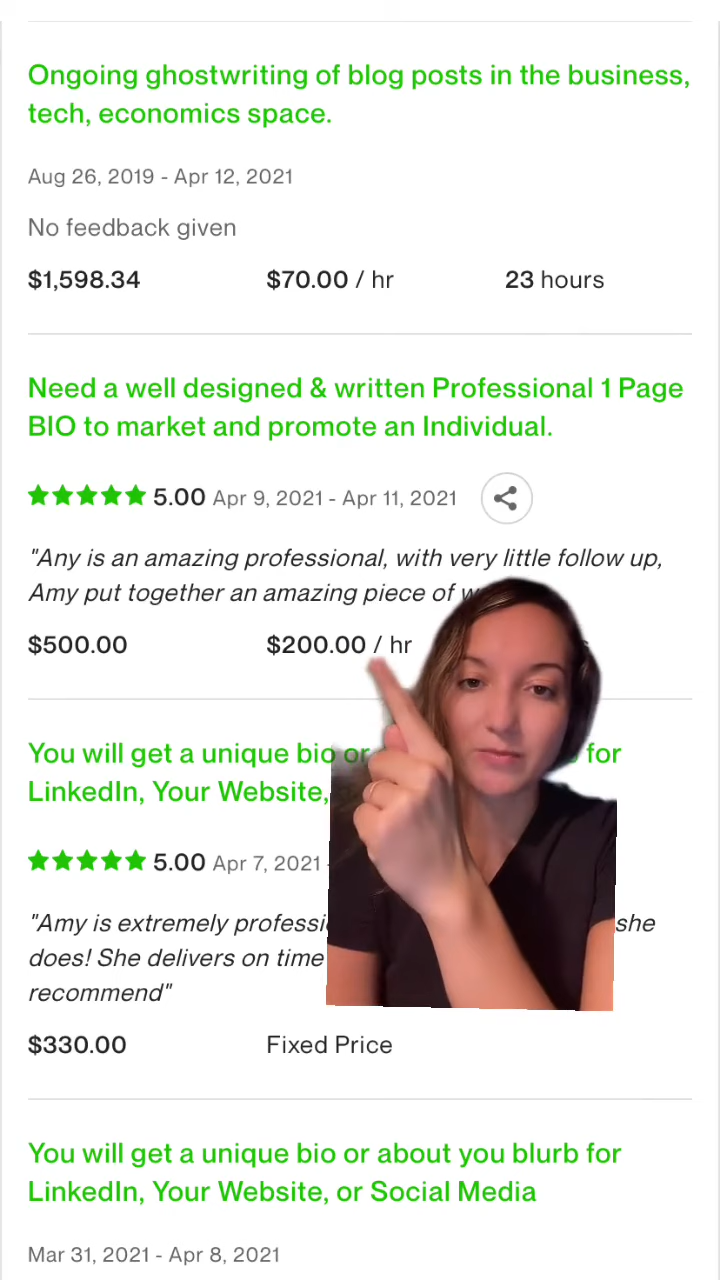 Ongoing ghostwriting of blog posts in the business,
tech, economics space.
Aug 26, 2019 - Apr 12, 2021
No feedback given
$1,598.34 $70.00 / hr 23 hours
Need a well designed & written Professional 1 Page
BIO to market and promote an Individual.
5.00 Apr 9, 2021 - Apr 11, 2021
"Any is an amazing professional, with very little follow up,
Amy put together an amazing piece of
$500.00 $200.00 / hr
You will get a unique bio or for
LinkedIn, Your Website,
5.00 Apr 7, 2021
"Amy is extremely she
does! She delivers on time
recommend"
$330.00 Fixed Price
You will get a unique bio or about you blurb for
LinkedIn, Your Website, or Social Media
Mar 31, 2021 - Apr 8, 2021